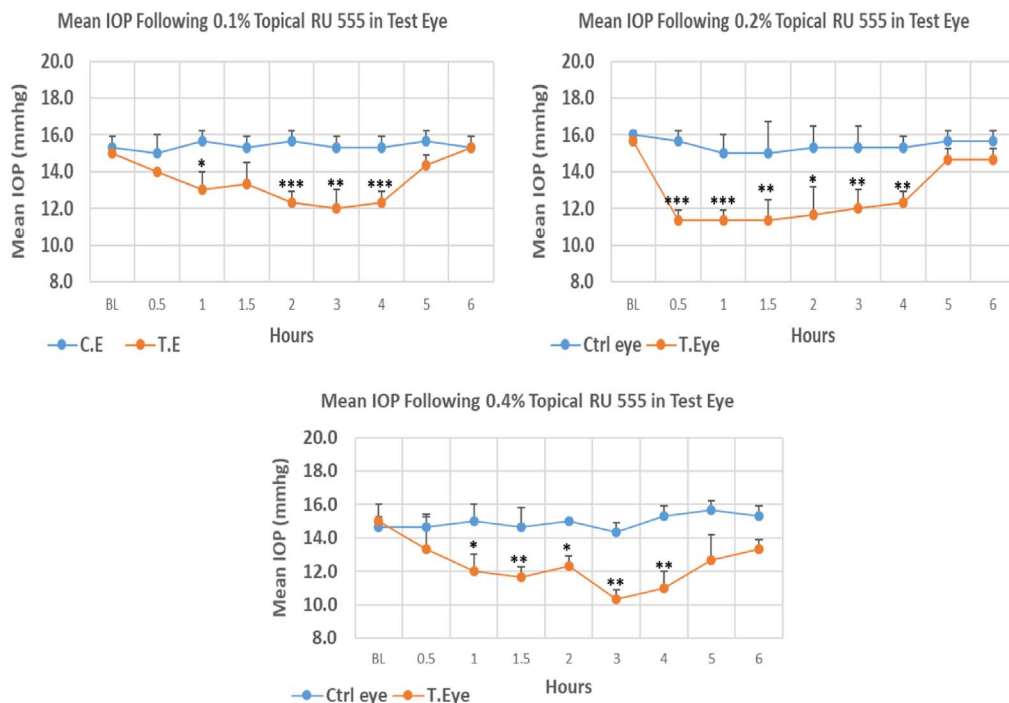 Mean IOP Following 0.1% Topical RU 555 in Test Eye
20.0
18.0
16.0
14.0
12.0
10.0
8.0
Mean IOP (mmhg)
*
***
**
***
BL 0.5 1 1.5 2 3 4 5 6
Hours
C.E T.E
Mean IOP Following 0.2% Topical RU 555 in Test Eye
20.0
18.0
16.0
14.0
12.0
10.0
8.0
Mean IOP (mmhg)
***
***
**
*
**
**
BL 0.5 1 1.5 2 3 4 5 6
Hours
Ctrl eye T.Eye
Mean IOP Following 0.4% Topical RU 555 in Test Eye
20.0
18.0
16.0
14.0
12.0
10.0
8.0
Mean IOP (mmhg)
*
**
*
**
**
BL 0.5 1 1.5 2 3 4 5 6
Hours
Ctrl eye T.Eye